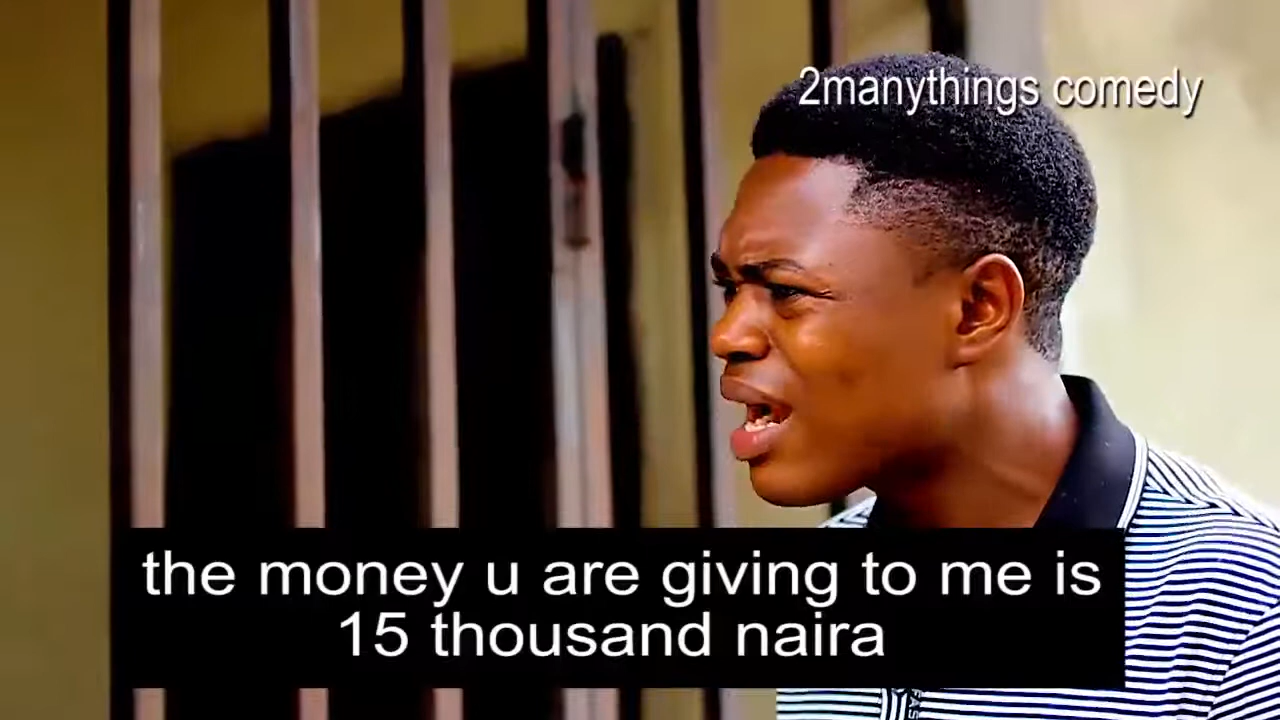 2manythings comedy
the money u are giving to me is
15 thousand naira